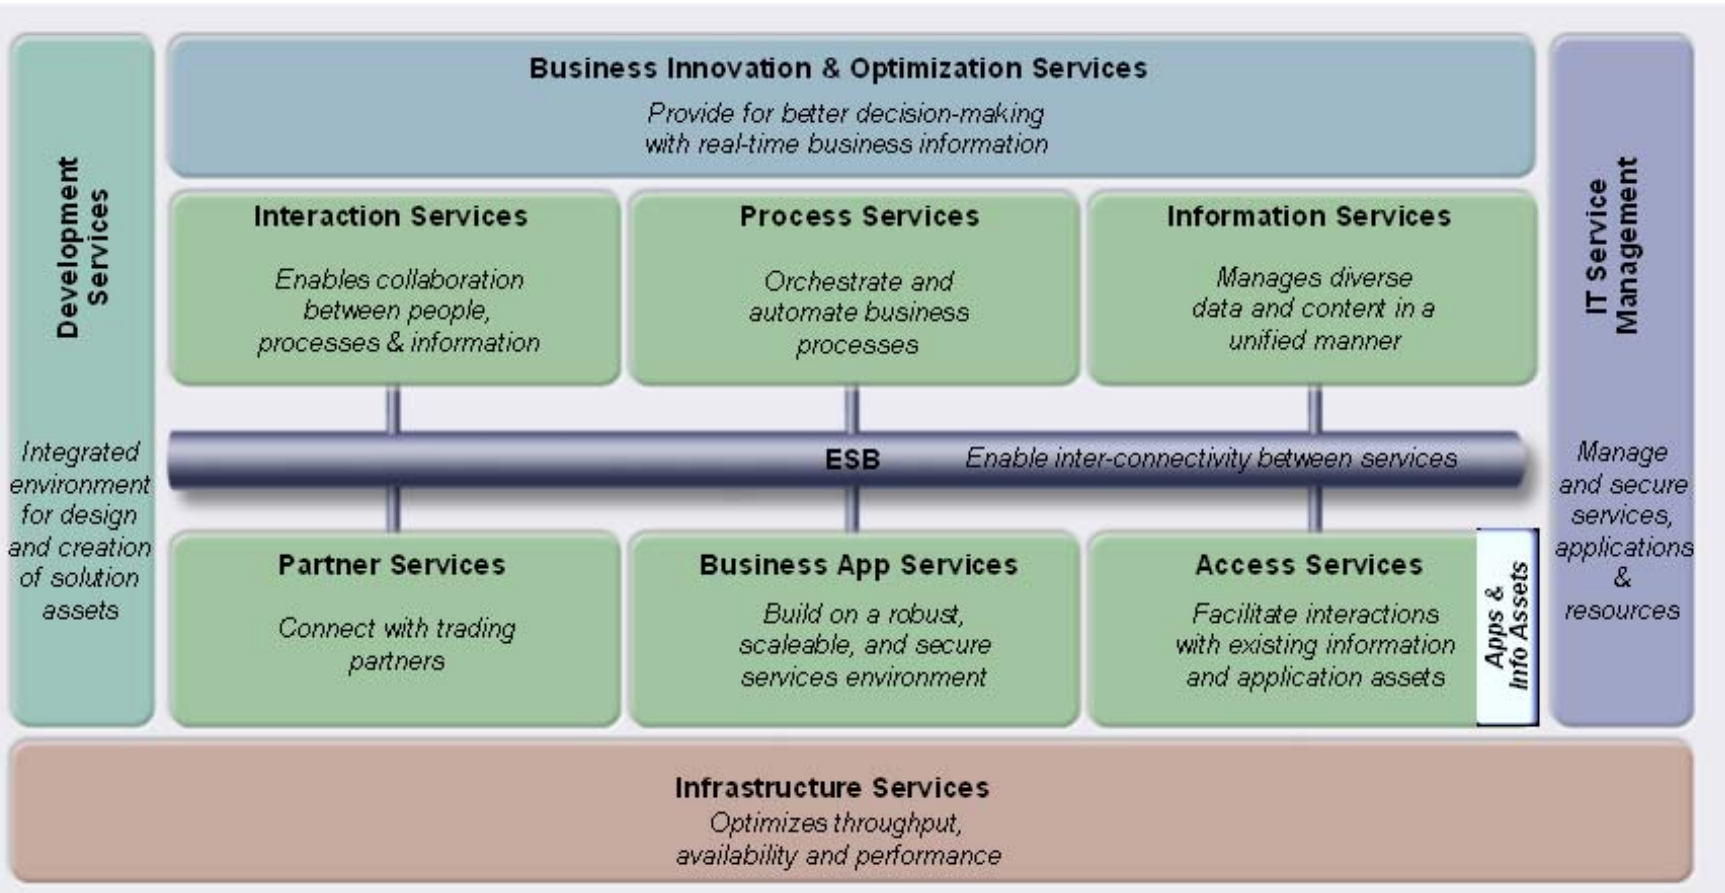 Business Innovation & Optimization Services
Provide for better decision-making
with real-time business information
Development
Services
Integrated
environment
for design
and creation
of solution
assets
Interaction Services
Enables collaboration
between people,
processes & information
Process Services
Orchestrate and
automate business
processes
Information Services
Manages diverse
data and content in a
unified manner
IT Service
Management
Manage
and secure
services,
applications
&
resources
ESB Enable inter-connectivity between services
Partner Services
Connect with trading
partners
Business App Services
Build on a robust,
scaleable, and secure
services environment
Access Services
Facilitate interactions
with existing information
and application assets
Apps &
Info Assets
Infrastructure Services
Optimizes throughput,
availability and performance